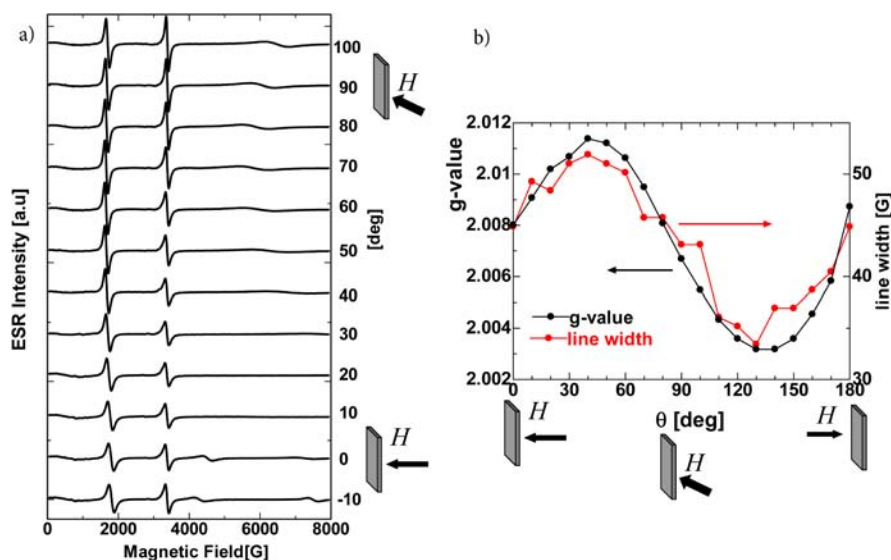 a)
ESR Intensity [a.u]
100
90
80
70
60
50
40
30
20
10
0
-10
[deg]
0 2000 4000 6000 8000
Magnetic Field[G]
H
H
b)
g-value
2.012
2.01
2.008
2.006
2.004
2.002
50
40
30
line width [G]
g-value
line width
0 30 60 90 120 150 180
θ [deg]
H
H
H